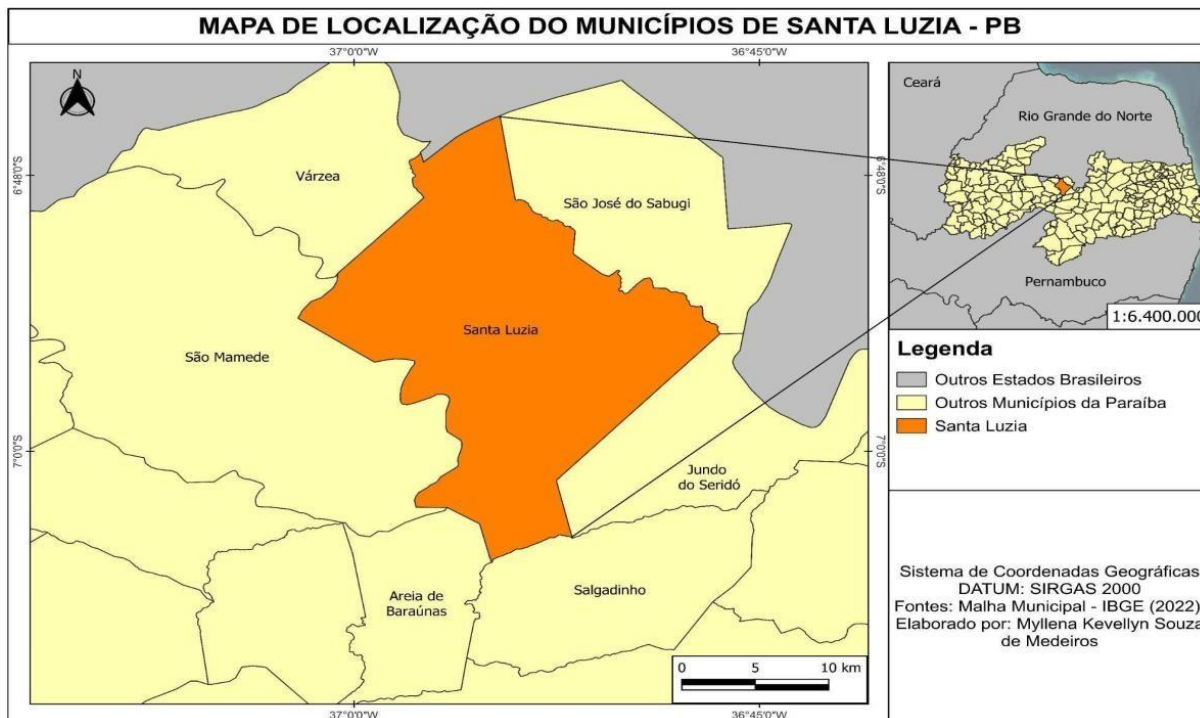 MAPA DE LOCALIZAÇÃO DO MUNICÍPIOS DE SANTA LUZIA - PB
37°0'0"W
36°45'0"W
N
6°48'0"S
6°48'0"S
Várzea
São José do Sabugi
Santa Luzia
São Mamede
7°0'0"S
7°0'0"S
Jundo
do Seridó
Areia de
Baraúnas
Salgadinho
0 5 10 km
37°0'0"W
36°45'0"W
Ceará
Rio Grande do Norte
Pernambuco
1:6.400.000
Legenda
Outros Estados Brasileiros
Outros Municípios da Paraíba
Santa Luzia
Sistema de Coordenadas Geográficas
DATUM: SIRGAS 2000
Fontes: Malha Municipal - IBGE (2022)
Elaborado por: Myllena Kevellyn Souza
de Medeiros